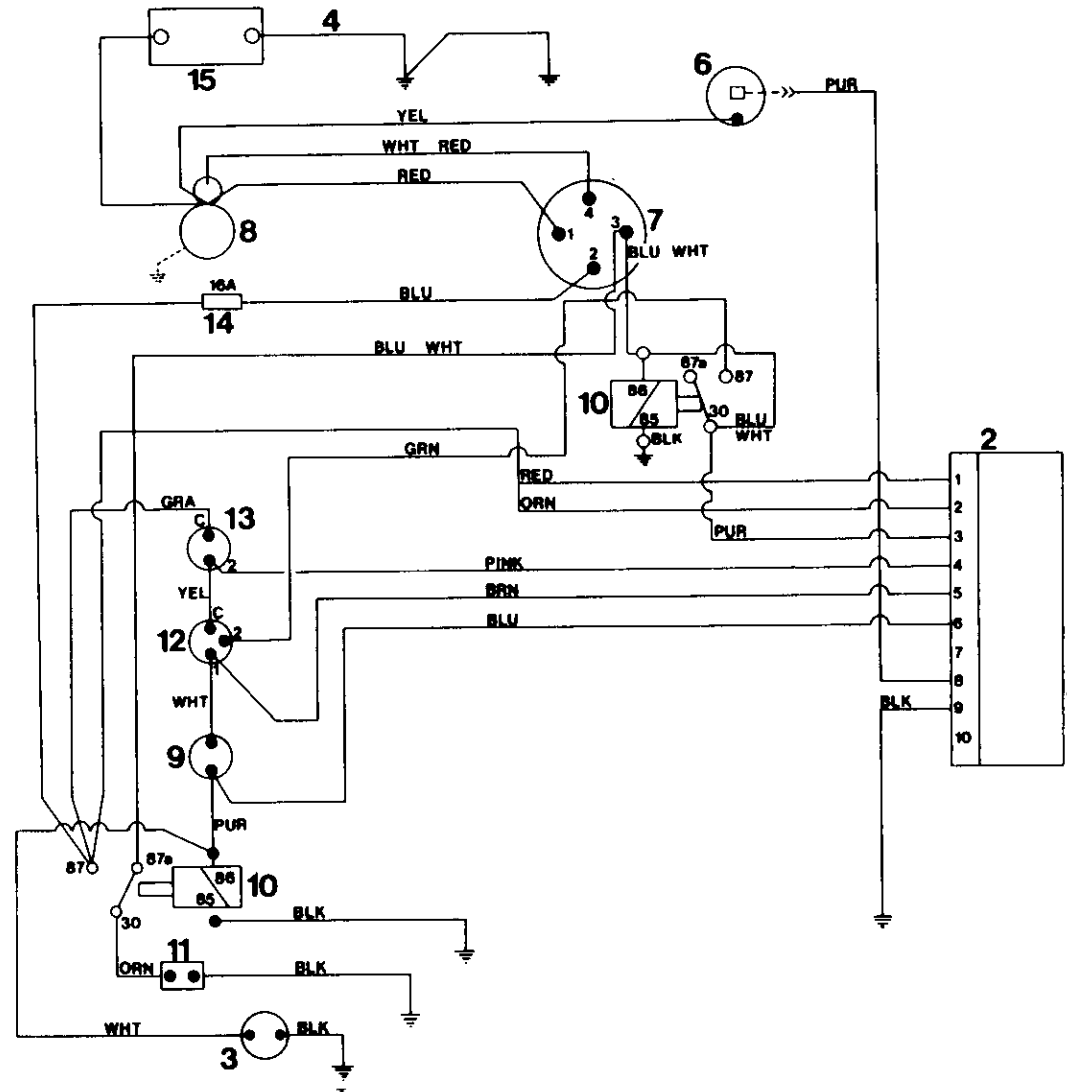 4
15
6
PUR
YEL
WHT RED
RED
4
8
1
3
7
2
BLU WHT
16A
BLU
14
BLU WHT
87a
87
86
10
30
85
BLK
BLU
WHT
2
GRN
RED
1
ORN
2
GRA
C
13
PUR
3
2
PINK
4
YEL
BRN
5
C
BLU
6
12
2
1
7
WHT
8
BLK
9
10
9
PUR
87
87a
86
10
85
30
BLK
11
ORN
BLK
WHT
BLK
3